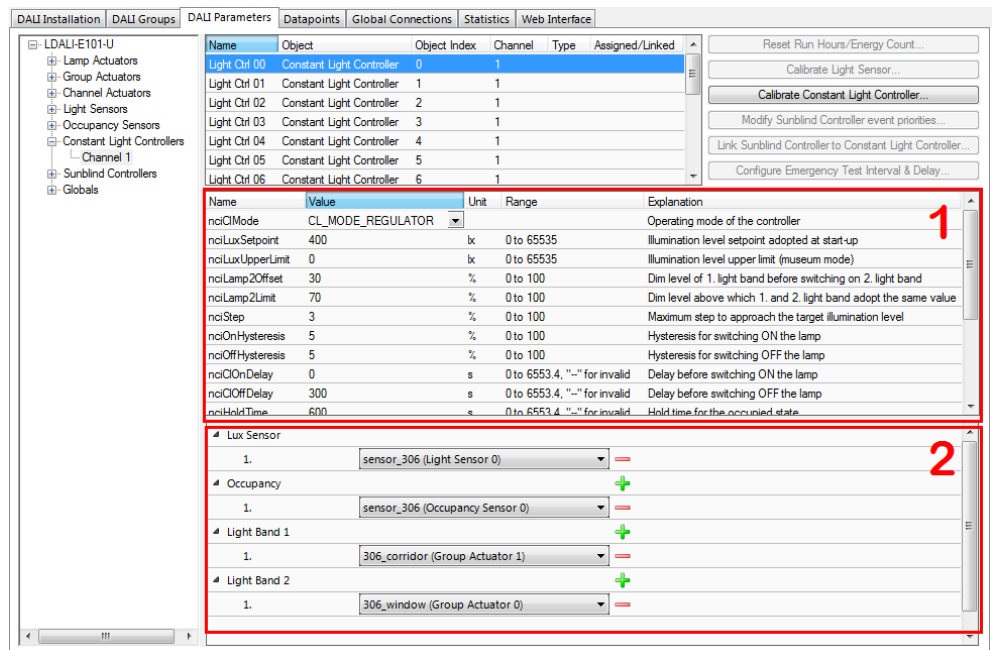 DALI Installation DALI Groups DALI Parameters Datapoints Global Connections Statistics Web Interface
LDALI-E101-U
Lamp Actuators
Group Actuators
Channel Actuators
Light Sensors
Occupancy Sensors
Constant Light Controllers
Channel 1
Sunblind Controllers
Globals
Name Object Object Index Channel Type Assigned/Linked
Light Ctrl 00 Constant Light Controller 0 1
Light Ctrl 01 Constant Light Controller 1 1
Light Ctrl 02 Constant Light Controller 2 1
Light Ctrl 03 Constant Light Controller 3 1
Light Ctrl 04 Constant Light Controller 4 1
Light Ctrl 05 Constant Light Controller 5 1
Light Ctrl 06 Constant Light Controller 6 1
Reset Run Hours/Energy Count...
Calibrate Light Sensor...
Calibrate Constant Light Controller...
Modify Sunblind Controller event priorities...
Link Sunblind Controller to Constant Light Controller...
Configure Emergency Test Interval & Delay...
Name Value Unit Range Explanation
nciClMode CL_MODE_REGULATOR Operating mode of the controller
1
nciLuxSetpoint 400 lx 0 to 65535 Illumination level setpoint adopted at start-up
nciLuxUpperLimit 0 lx 0 to 65535 Illumination level upper limit (museum mode)
nciLamp2Offset 30 % 0 to 100 Dim level of 1. light band before switching on 2. light band
nciLamp2Limit 70 % 0 to 100 Dim level above which 1. and 2. light band adopt the same value
nciStep 3 % 0 to 100 Maximum step to approach the target illumination level
nciOnHysteresis 5 % 0 to 100 Hysteresis for switching ON the lamp
nciOffHysteresis 5 % 0 to 100 Hysteresis for switching OFF the lamp
nciClOnDelay 0 s 0 to 6553.4, "--" for invalid Delay before switching ON the lamp
nciClOffDelay 300 s 0 to 6553.4, "--" for invalid Delay before switching OFF the lamp
nciHoldTime 600 s 0 to 6553.4, "--" for invalid Hold time for the occupied state
Lux Sensor
2
1. sensor_306 (Light Sensor 0)
Occupancy
1. sensor_306 (Occupancy Sensor 0)
Light Band 1
1. 306_corridor (Group Actuator 1)
Light Band 2
1. 306_window (Group Actuator 0)